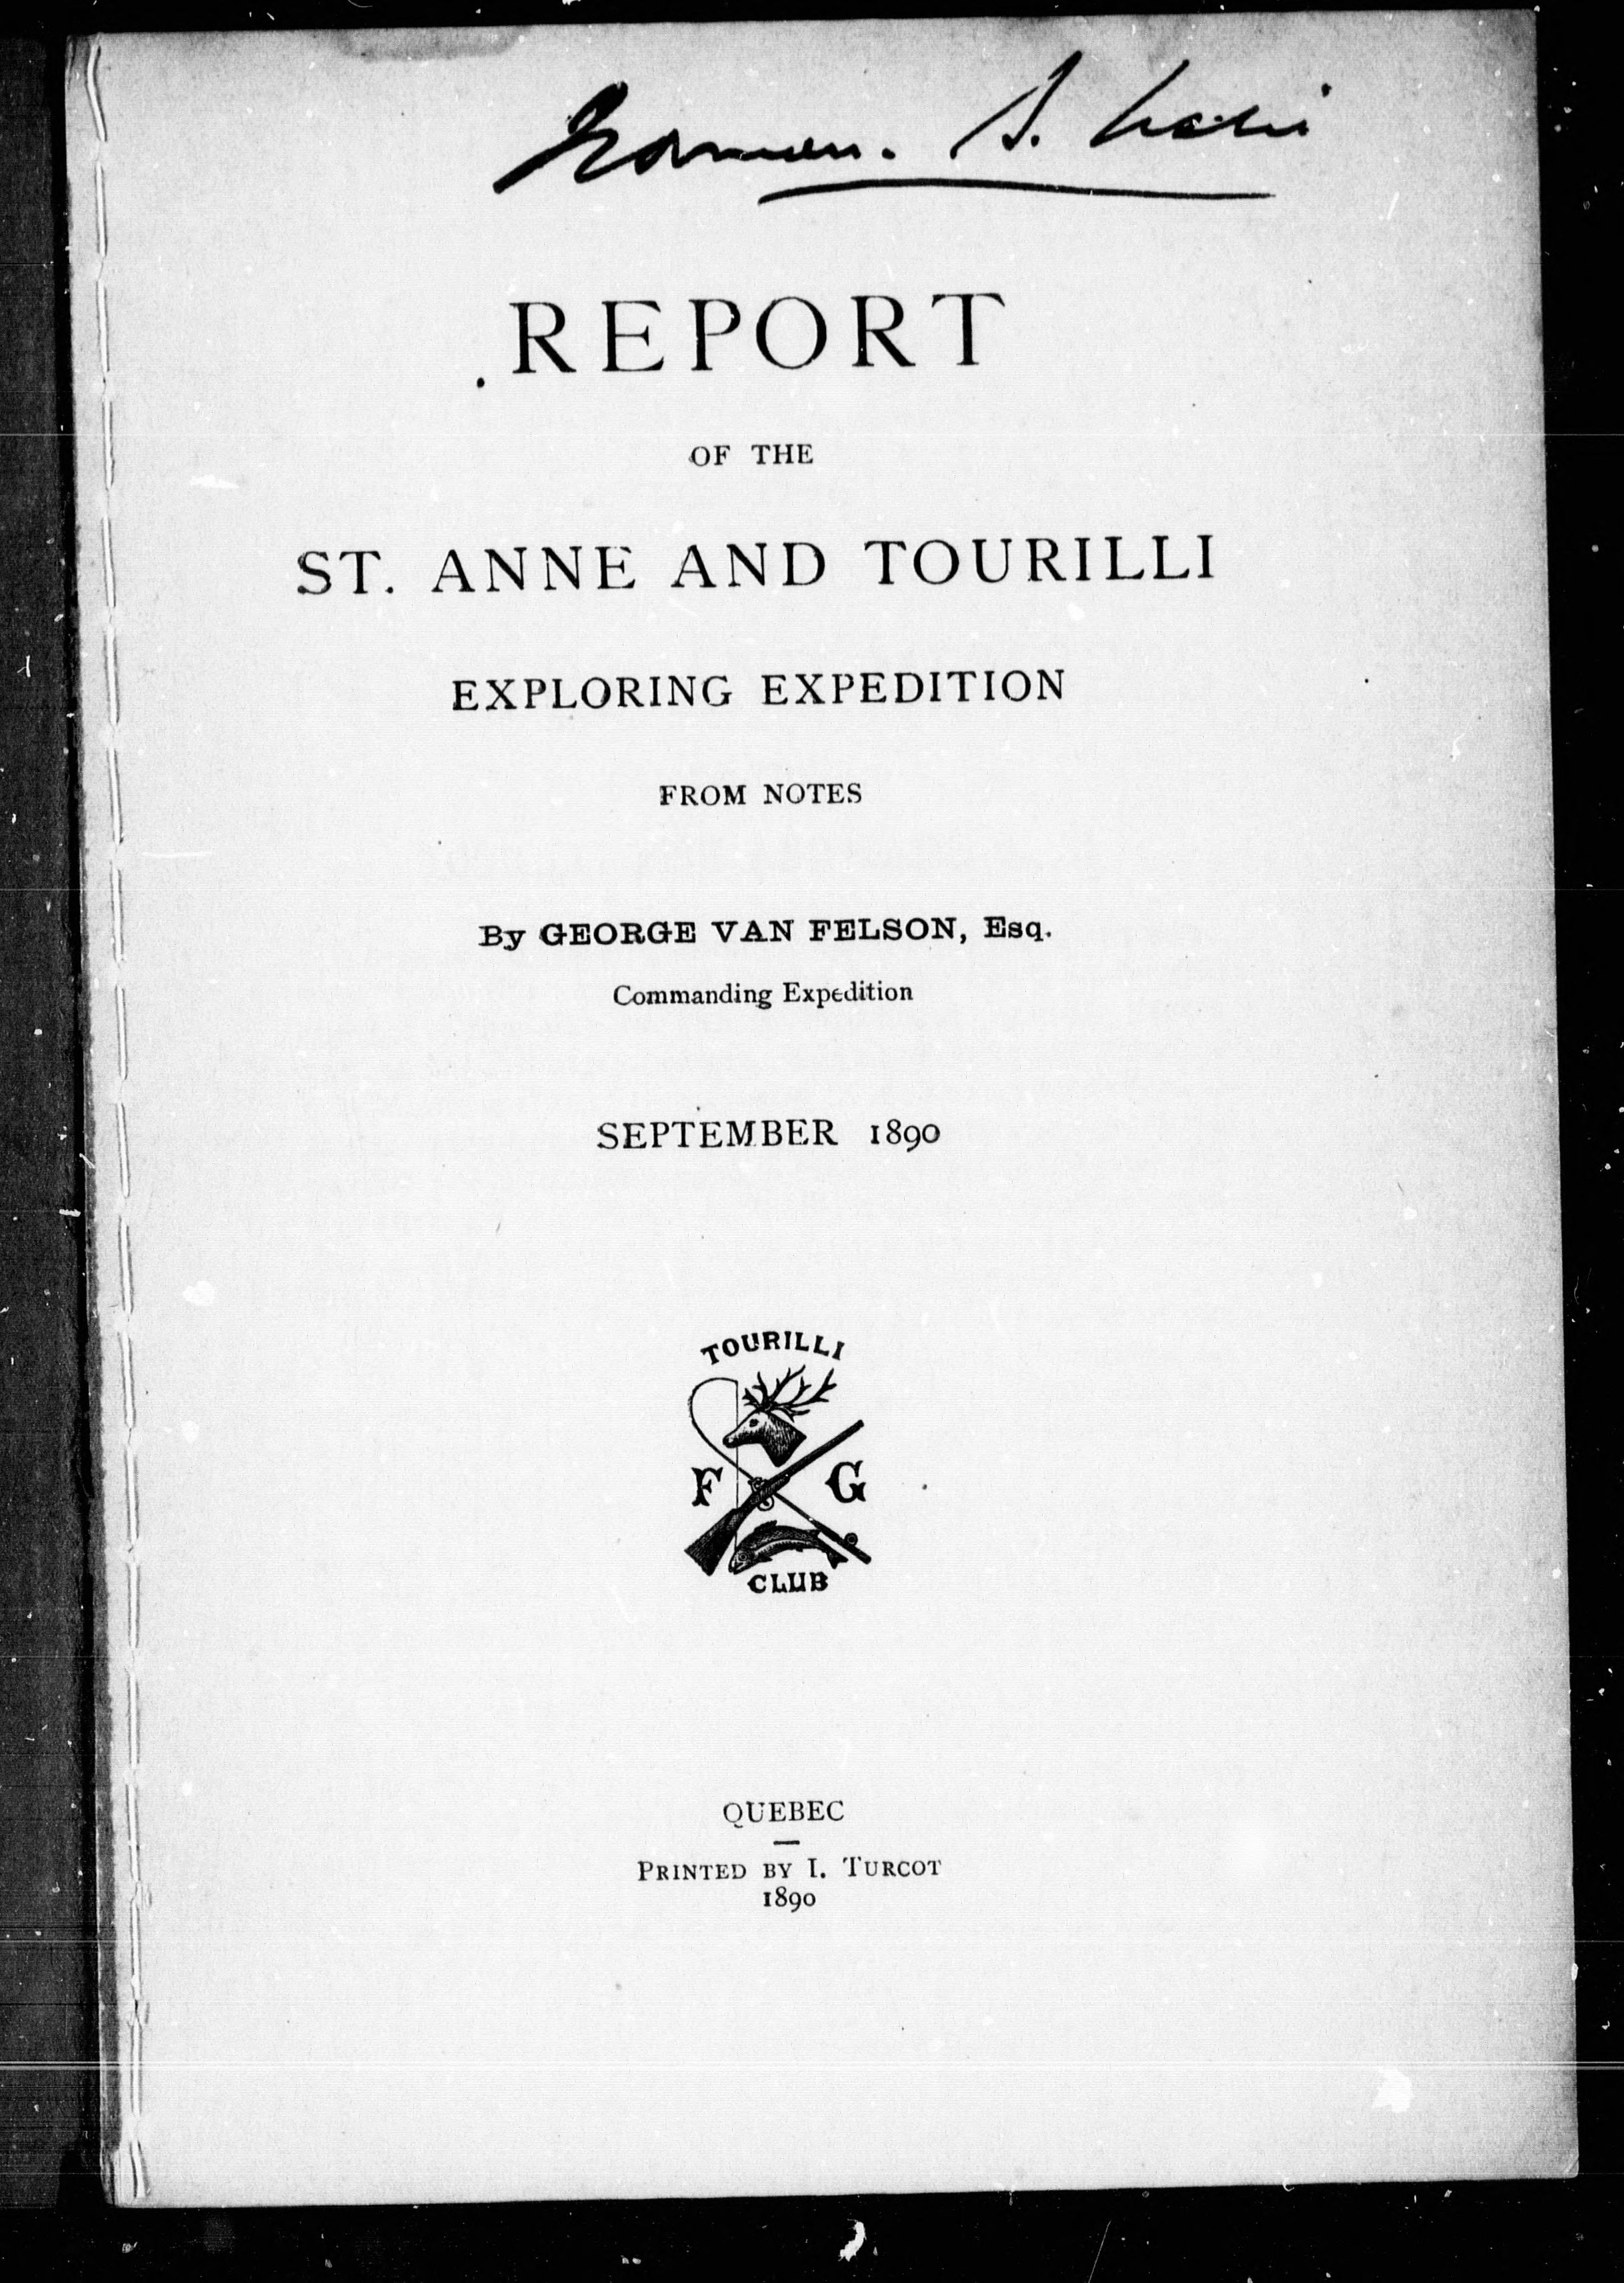 Norman. S.
REPORT
OF THE
ST. ANNE AND TOURILLI
EXPLORING EXPEDITION
FROM NOTES
By GEORGE VAN FELSON, Esq.
Commanding Expedition
SEPTEMBER 1890
TOURILLI
F G
CLUB
QUEBEC
PRINTED BY I. TURCOT
1890